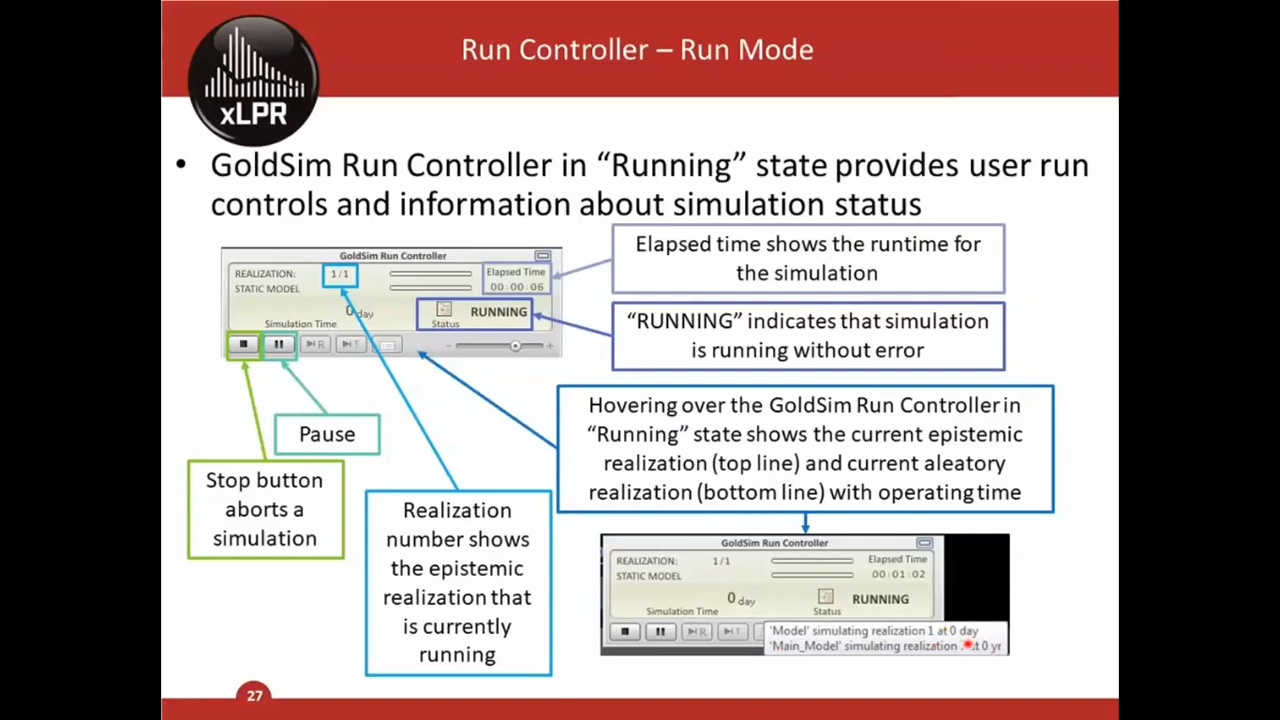 Run Controller – Run Mode
xLPR
• GoldSim Run Controller in “Running” state provides user run
controls and information about simulation status
GoldSim Run Controller
REALIZATION: 1/1
STATIC MODEL
Elapsed Time
00:00:06
0 day
Simulation Time
Status
RUNNING
R
T
- +
Elapsed time shows the runtime for
the simulation
“RUNNING” indicates that simulation
is running without error
Hovering over the GoldSim Run Controller in
“Running” state shows the current epistemic
realization (top line) and current aleatory
realization (bottom line) with operating time
Pause
Stop button
aborts a
simulation
Realization
number shows
the epistemic
realization that
is currently
running
GoldSim Run Controller
REALIZATION: 1/1
STATIC MODEL
Elapsed Time
00:01:02
0 day
Simulation Time
Status
RUNNING
R
T
'Model' simulating realization 1 at 0 day
'Main_Model' simulating realization at 0 yr
27